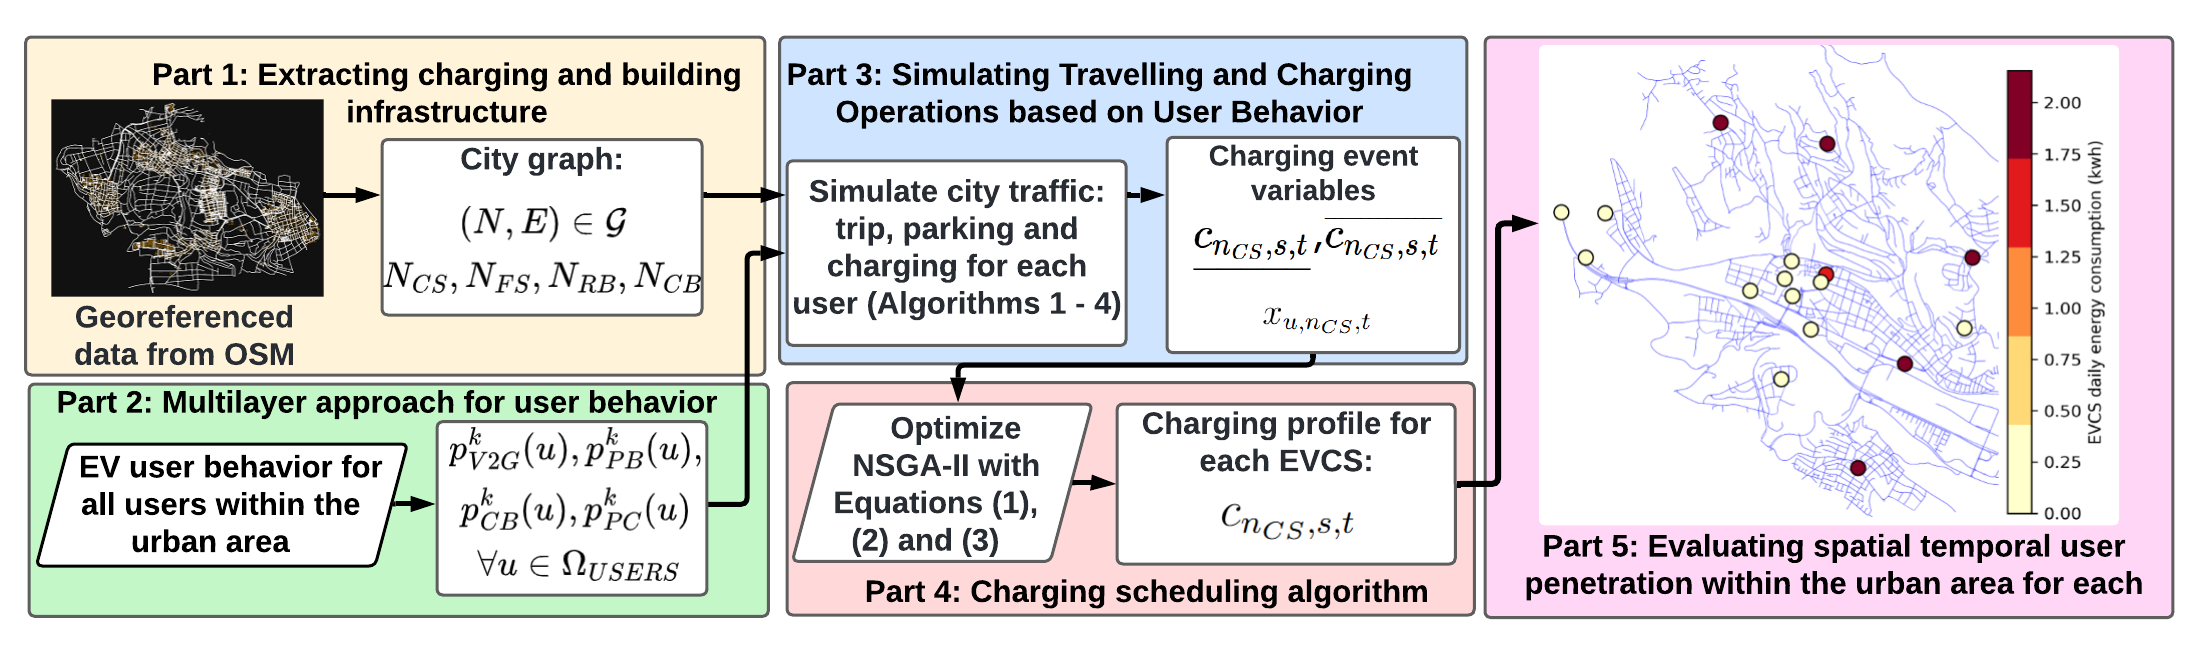 Part 1: Extracting charging and building
infrastructure
City graph:
(N, E) ∈ 𝒢
N_{CS}, N_{FS}, N_{RB}, N_{CB}
Georeferenced
data from OSM
Part 2: Multilayer approach for user behavior
EV user behavior for
all users within the
urban area
p^k_{V2G}(u), p^k_{PB}(u),
p^k_{CB}(u), p^k_{PC}(u)
∀u ∈ Ω_{USERS}
Part 3: Simulating Travelling and Charging
Operations based on User Behavior
Simulate city traffic:
trip, parking and
charging for each
user (Algorithms 1 - 4)
Charging event
variables
\underline{c_{n_{CS},s,t}}, \overline{c_{n_{CS},s,t}}
x_{u,n_{CS},t}
Optimize
NSGA-II with
Equations (1),
(2) and (3)
Charging profile for
each EVCS:
c_{n_{CS},s,t}
Part 4: Charging scheduling algorithm
2.00
1.75
1.50
1.25
1.00
0.75
0.50
0.25
0.00
EVCS daily energy consumption (kwh)
Part 5: Evaluating spatial temporal user
penetration within the urban area for each